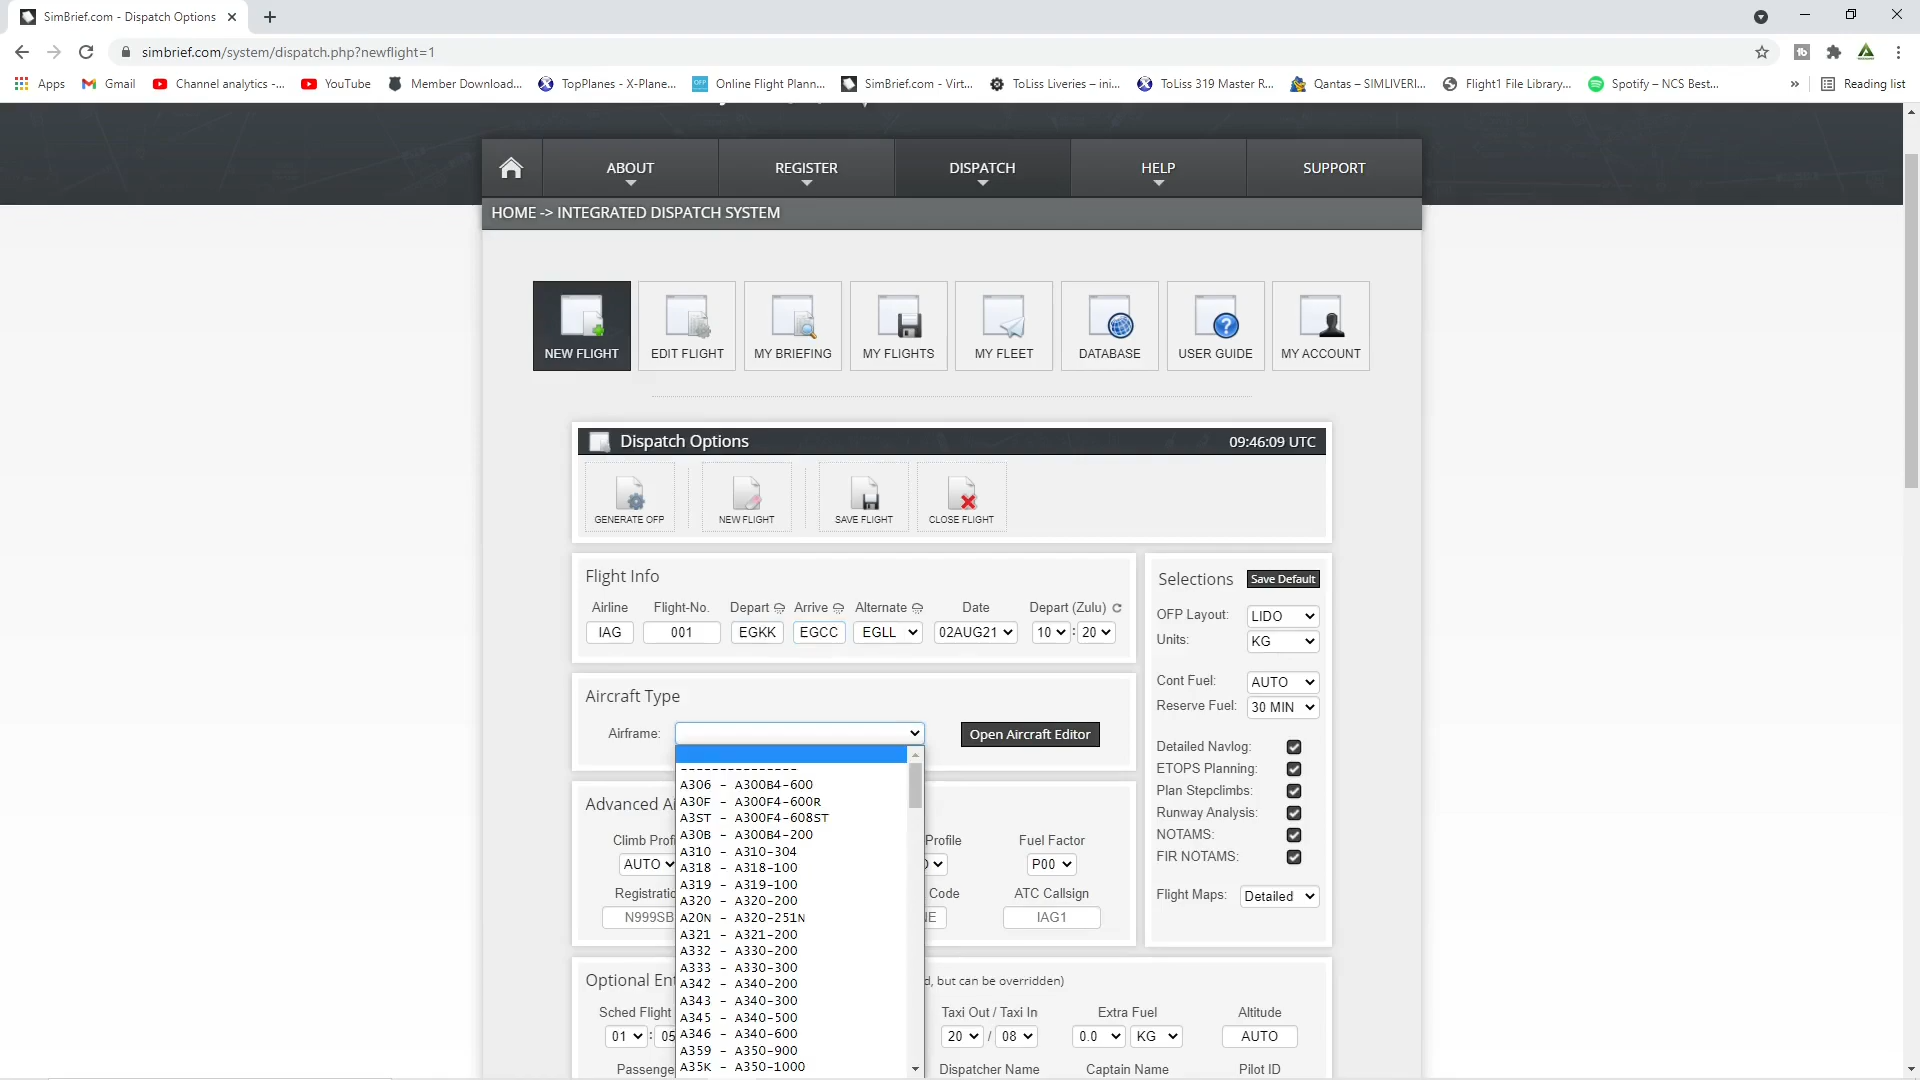 SimBrief.com - Dispatch Options
simbrief.com/system/dispatch.php?newflight=1
Apps Gmail Channel analytics -... YouTube Member Download... TopPlanes - X-Plane... Online Flight Plann... SimBrief.com - Virt... ToLiss Liveries – ini... ToLiss 319 Master R... Qantas – SIMLIVERI... Flight1 File Library... Spotify – NCS Best... » Reading list
ABOUT REGISTER DISPATCH HELP SUPPORT
HOME -> INTEGRATED DISPATCH SYSTEM
NEW FLIGHT EDIT FLIGHT MY BRIEFING MY FLIGHTS MY FLEET DATABASE USER GUIDE MY ACCOUNT
Dispatch Options 09:46:09 UTC
GENERATE OFP NEW FLIGHT SAVE FLIGHT CLOSE FLIGHT
Flight Info
Airline Flight-No. Depart Arrive Alternate Date Depart (Zulu)
IAG 001 EGKK EGCC EGLL 02AUG21 10 : 20
Selections Save Default
OFP Layout: LIDO
Units: KG
Cont Fuel: AUTO
Reserve Fuel: 30 MIN
Detailed Navlog:
ETOPS Planning:
Plan Stepclimbs:
Runway Analysis:
NOTAMS:
FIR NOTAMS:
Flight Maps: Detailed
Aircraft Type
Airframe: Open Aircraft Editor
---------------
A306 - A300B4-600
A30F - A300F4-600R
A3ST - A300F4-608ST
A30B - A300B4-200
A310 - A310-304
A318 - A318-100
A319 - A319-100
A320 - A320-200
A20N - A320-251N
A321 - A321-200
A332 - A330-200
A333 - A330-300
A342 - A340-200
A343 - A340-300
A345 - A340-500
A346 - A340-600
A359 - A350-900
A35K - A350-1000
Advanced
Climb Profile Fuel Factor
AUTO P00
Code ATC Callsign
N999SB IAG1
Optional d, but can be overridden)
Sched Flight Taxi Out / Taxi In Extra Fuel Altitude
01 : 05 20 / 08 0.0 KG AUTO
Dispatcher Name Captain Name Pilot ID